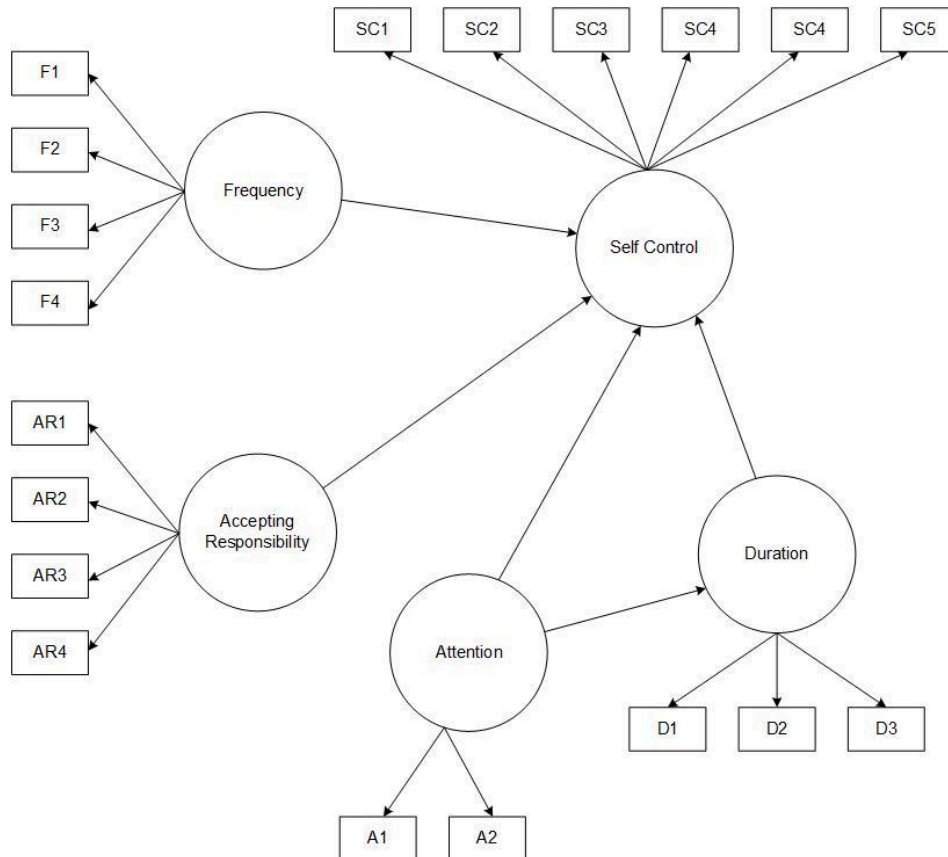 SC1
SC2
SC3
SC4
SC4
SC5
F1
F2
F3
F4
Frequency
Self Control
AR1
AR2
AR3
AR4
Accepting
Responsibility
Duration
Attention
D1
D2
D3
A1
A2